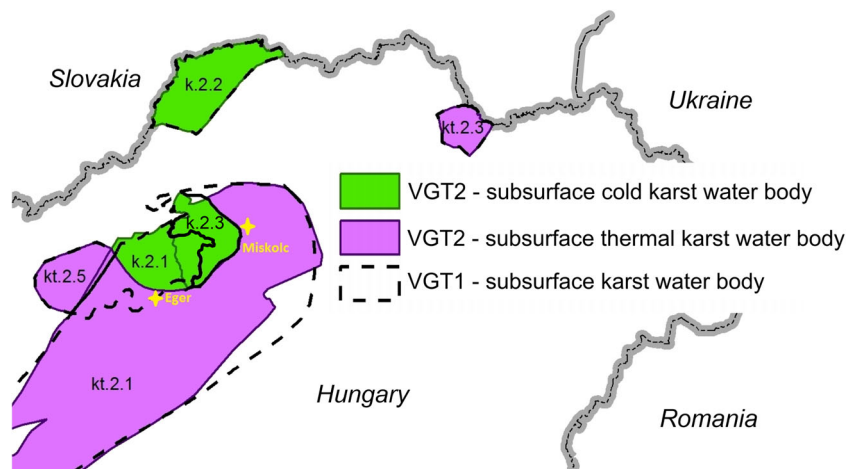 Slovakia
k.2.2
Ukraine
kt.2.3
VGT2 - subsurface cold karst water body
k.2.3
VGT2 - subsurface thermal karst water body
Miskolc
k.2.1
kt.2.5
VGT1 - subsurface karst water body
Eger
kt.2.1
Hungary
Romania